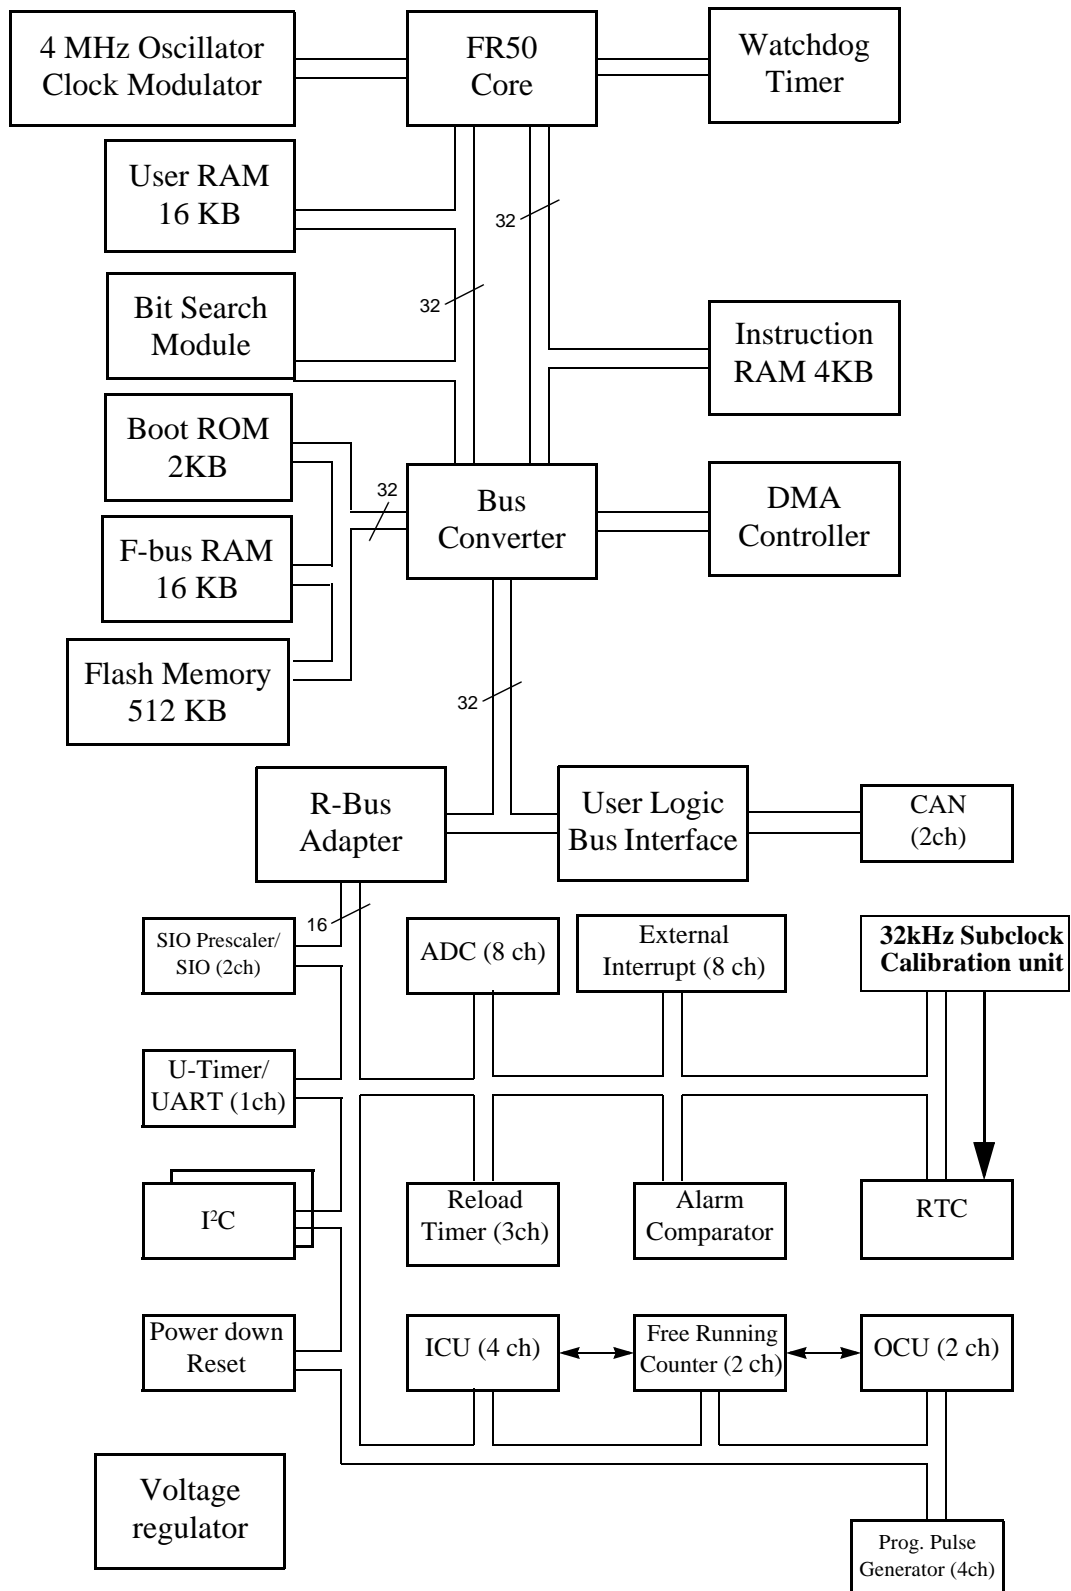 4 MHz Oscillator
Clock Modulator
FR50
Core
Watchdog
Timer
User RAM
16 KB
32
32
Bit Search
Module
Instruction
RAM 4KB
Boot ROM
2KB
32
Bus
Converter
DMA
Controller
F-bus RAM
16 KB
Flash Memory
512 KB
32
R-Bus
Adapter
User Logic
Bus Interface
CAN
(2ch)
16
SIO Prescaler/
SIO (2ch)
ADC (8 ch)
External
Interrupt (8 ch)
32kHz Subclock
Calibration unit
U-Timer/
UART (1ch)
I²C
Reload
Timer (3ch)
Alarm
Comparator
RTC
Power down
Reset
ICU (4 ch)
Free Running
Counter (2 ch)
OCU (2 ch)
Voltage
regulator
Prog. Pulse
Generator (4ch)